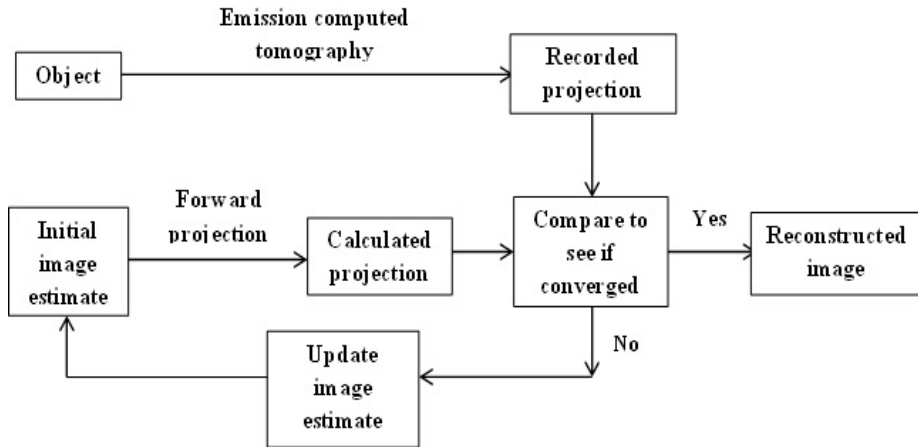 Emission computed
tomography
Object
Recorded
projection
Forward
projection
Initial
image
estimate
Calculated
projection
Compare to
see if
converged
Yes
Reconstructed
image
No
Update
image
estimate